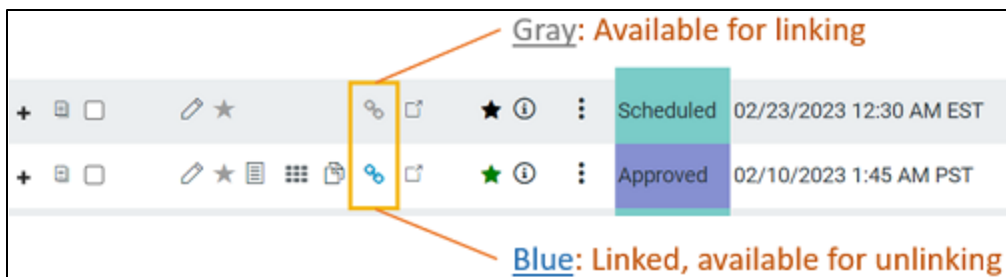 Gray: Available for linking
Scheduled 02/23/2023 12:30 AM EST
Approved 02/10/2023 1:45 AM PST
Blue: Linked, available for unlinking